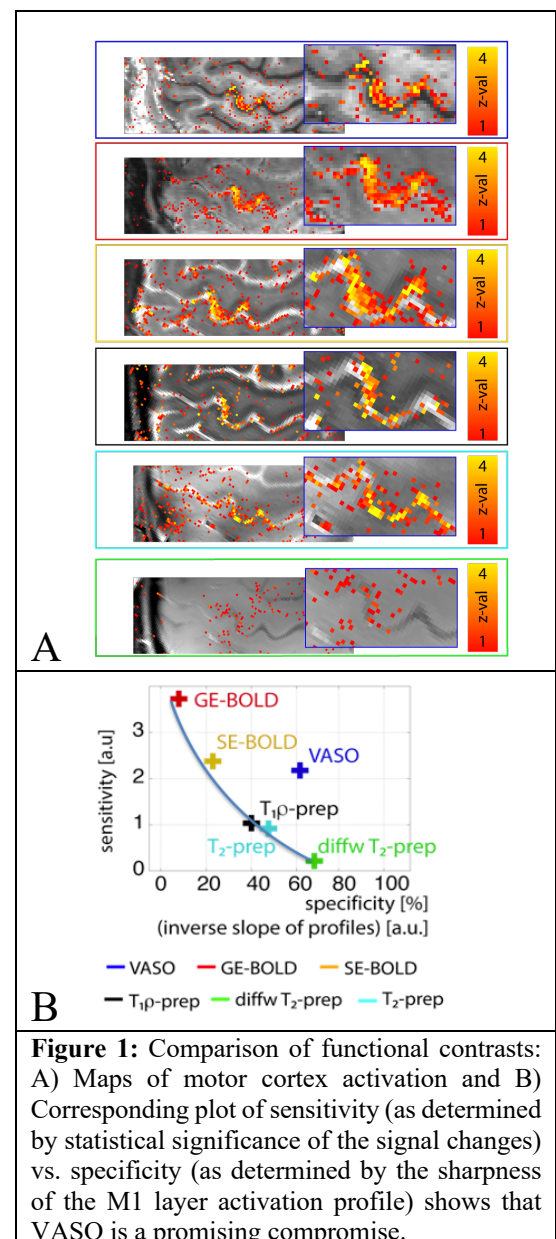 4
z-val
1
4
z-val
1
4
z-val
1
4
z-val
1
4
z-val
1
4
z-val
1
A
3
2
1
0
sensitivity [a.u]
GE-BOLD
SE-BOLD
VASO
T₁ρ-prep
T₂-prep
diffw T₂-prep
0 20 40 60 80 100
specificity [%]
(inverse slope of profiles) [a.u.]
VASO GE-BOLD SE-BOLD
T₁ρ-prep diffw T₂-prep T₂-prep
B
Figure 1: Comparison of functional contrasts:
A) Maps of motor cortex activation and B)
Corresponding plot of sensitivity (as determined
by statistical significance of the signal changes)
vs. specificity (as determined by the sharpness
of the M1 layer activation profile) shows that
VASO is a promising compromise.